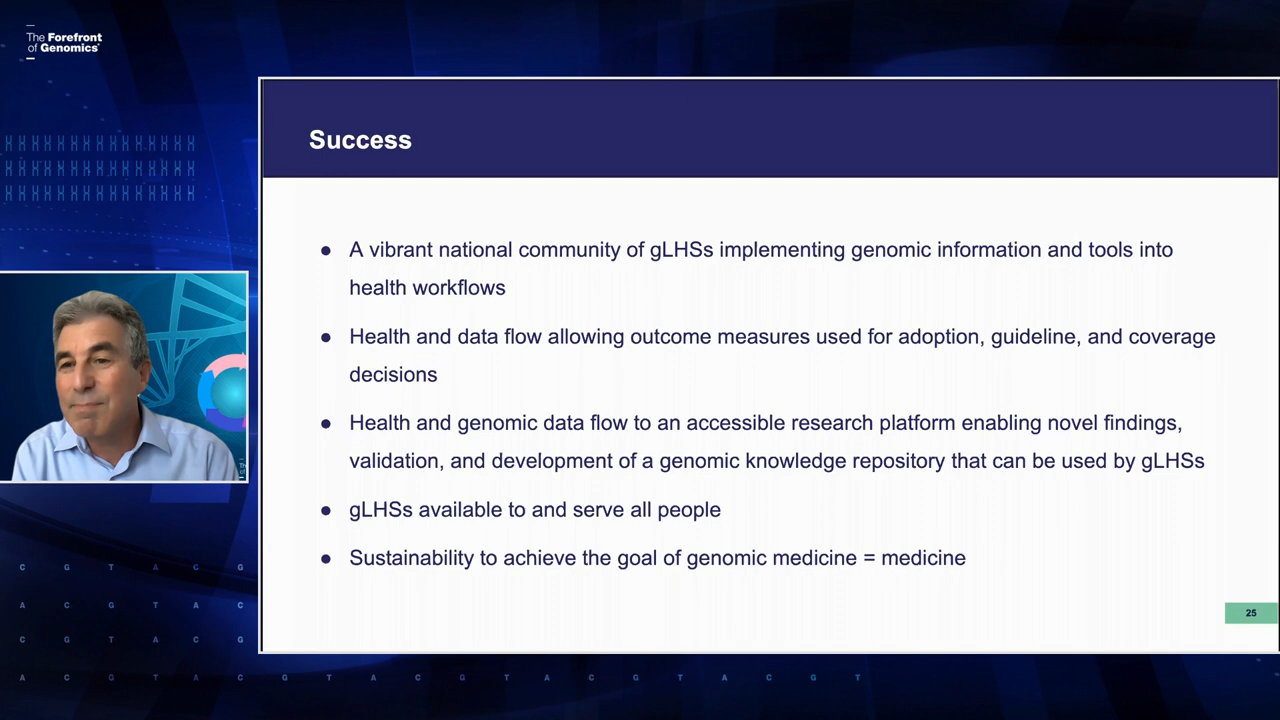 The Forefront
of Genomics®
Success
● A vibrant national community of gLHSs implementing genomic information and tools into
health workflows
● Health and data flow allowing outcome measures used for adoption, guideline, and coverage
decisions
● Health and genomic data flow to an accessible research platform enabling novel findings,
validation, and development of a genomic knowledge repository that can be used by gLHSs
● gLHSs available to and serve all people
● Sustainability to achieve the goal of genomic medicine = medicine
25
C G T A C G
A C G T A C
C G T A C G
A C G T A C G T A C G T A C G T A C G T